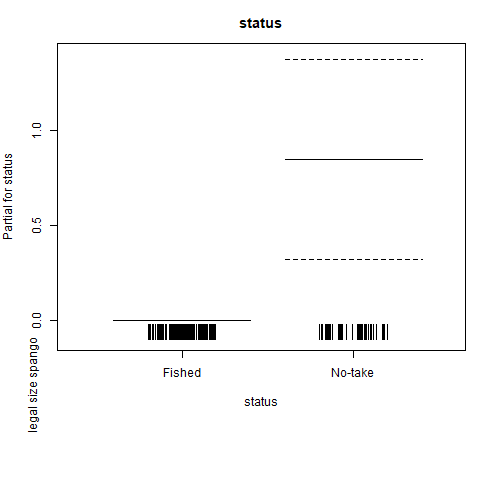 status
Partial for status
legal size spango
1.0
0.5
0.0
Fished
No-take
status